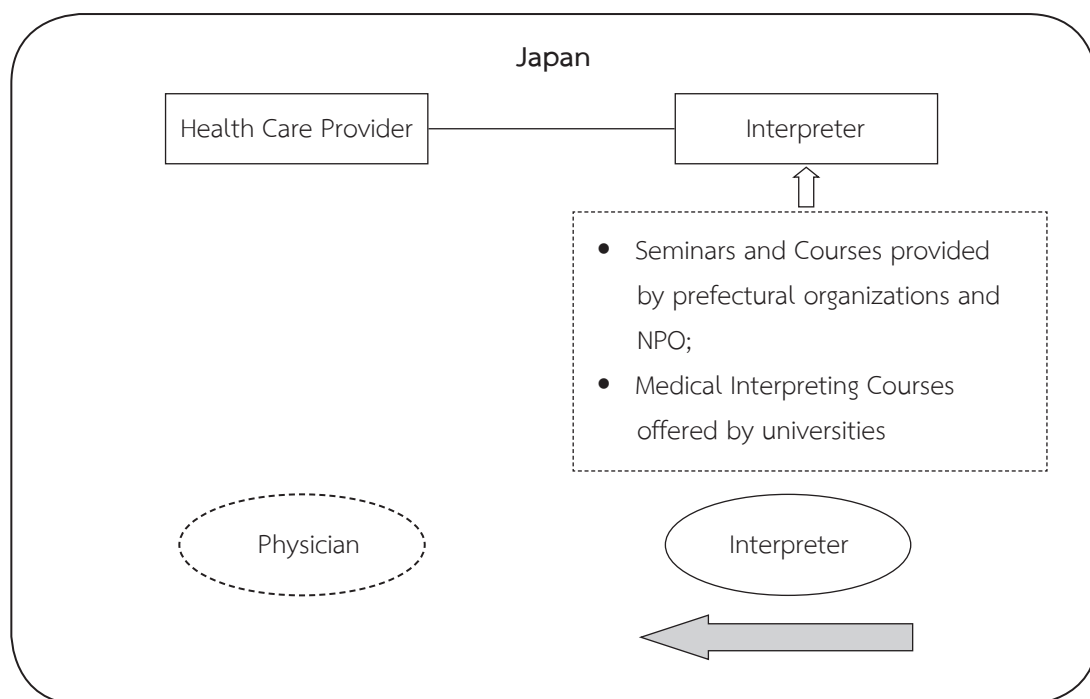 Japan
Health Care Provider
Interpreter
• Seminars and Courses provided
by prefectural organizations and
NPO;
• Medical Interpreting Courses
offered by universities
Physician
Interpreter